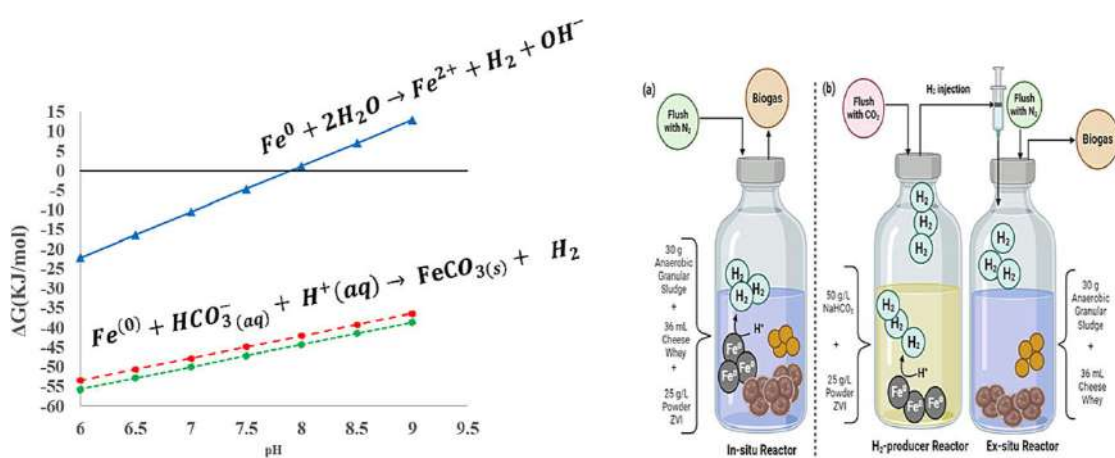 Fe⁰ + 2H₂O → Fe²⁺ + H₂ + OH⁻
15
10
5
0
-5
-10
-15
-20
-25
-30
-35
-40
-45
-50
-55
-60
ΔG(KJ/mol)
Fe⁽⁰⁾ + HCO₃⁻(aq) + H⁺(aq) → FeCO₃(s) + H₂
6 6.5 7 7.5 8 8.5 9 9.5
pH
(a)
Flush
with N₂
Biogas
30 g
Anaerobic
Granular
Sludge
+
36 mL
Cheese
Whey
+
25 g/L
Powder
ZVI
H₂
H₂
H₂
H⁺
Fe⁰
Fe⁰
Fe⁰
In-situ Reactor
(b)
Flush
with CO₂
H₂ injection
Flush
with N₂
Biogas
50 g/L
NaHCO₃
+
25 g/L
Powder
ZVI
H₂
H₂
H₂
H₂
H₂
H₂
H⁺
Fe⁰
Fe⁰
Fe⁰
Fe⁰
H₂-producer Reactor
H₂
H₂
H₂
30 g
Anaerobic
Granular
Sludge
+
36 mL
Cheese
Whey
Ex-situ Reactor